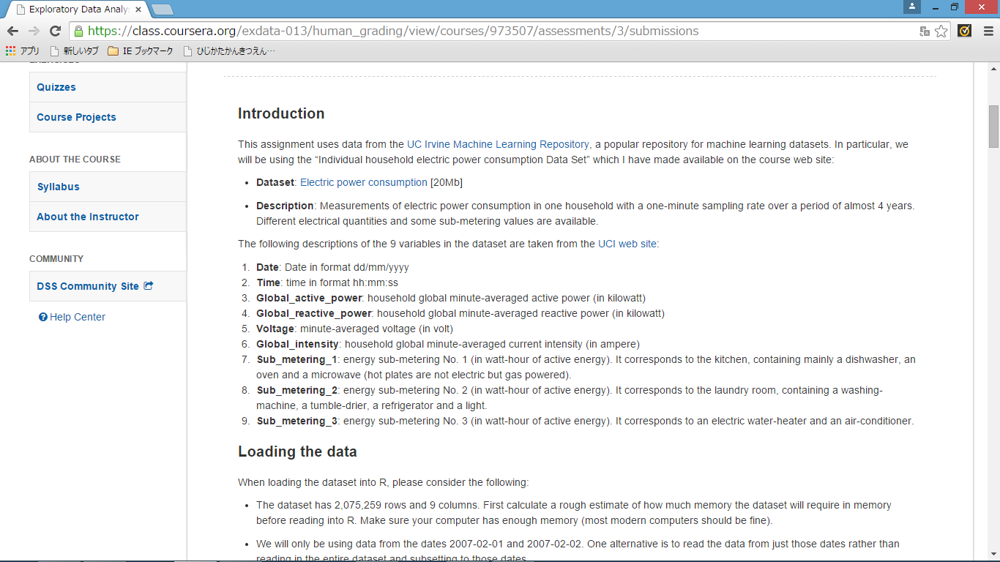 Exploratory Data Analy
https://class.coursera.org/exdata-013/human_grading/view/courses/973507/assessments/3/submissions
アプリ 新しいタブ IE ブックマーク ひじかたかんきつえん…
EXERCISES
Quizzes
Course Projects
ABOUT THE COURSE
Syllabus
About the Instructor
COMMUNITY
DSS Community Site
Help Center
Introduction
This assignment uses data from the UC Irvine Machine Learning Repository, a popular repository for machine learning datasets. In particular, we
will be using the “Individual household electric power consumption Data Set” which I have made available on the course web site:
• Dataset: Electric power consumption [20Mb]
• Description: Measurements of electric power consumption in one household with a one-minute sampling rate over a period of almost 4 years.
Different electrical quantities and some sub-metering values are available.
The following descriptions of the 9 variables in the dataset are taken from the UCI web site:
1. Date: Date in format dd/mm/yyyy
2. Time: time in format hh:mm:ss
3. Global_active_power: household global minute-averaged active power (in kilowatt)
4. Global_reactive_power: household global minute-averaged reactive power (in kilowatt)
5. Voltage: minute-averaged voltage (in volt)
6. Global_intensity: household global minute-averaged current intensity (in ampere)
7. Sub_metering_1: energy sub-metering No. 1 (in watt-hour of active energy). It corresponds to the kitchen, containing mainly a dishwasher, an
oven and a microwave (hot plates are not electric but gas powered).
8. Sub_metering_2: energy sub-metering No. 2 (in watt-hour of active energy). It corresponds to the laundry room, containing a washing-
machine, a tumble-drier, a refrigerator and a light.
9. Sub_metering_3: energy sub-metering No. 3 (in watt-hour of active energy). It corresponds to an electric water-heater and an air-conditioner.
Loading the data
When loading the dataset into R, please consider the following:
• The dataset has 2,075,259 rows and 9 columns. First calculate a rough estimate of how much memory the dataset will require in memory
before reading into R. Make sure your computer has enough memory (most modern computers should be fine).
• We will only be using data from the dates 2007-02-01 and 2007-02-02. One alternative is to read the data from just those dates rather than
reading in the entire dataset and subsetting to those dates.